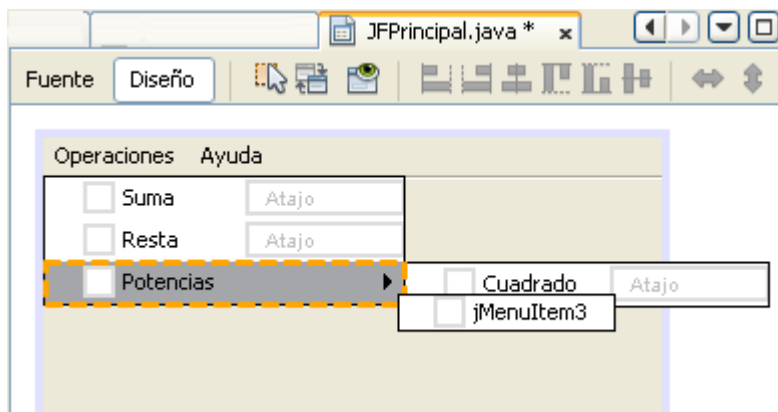 JFPrincipal.java * x
Fuente Diseño
Operaciones Ayuda
Suma Atajo
Resta Atajo
Potencias Cuadrado Atajo
jMenuItem3